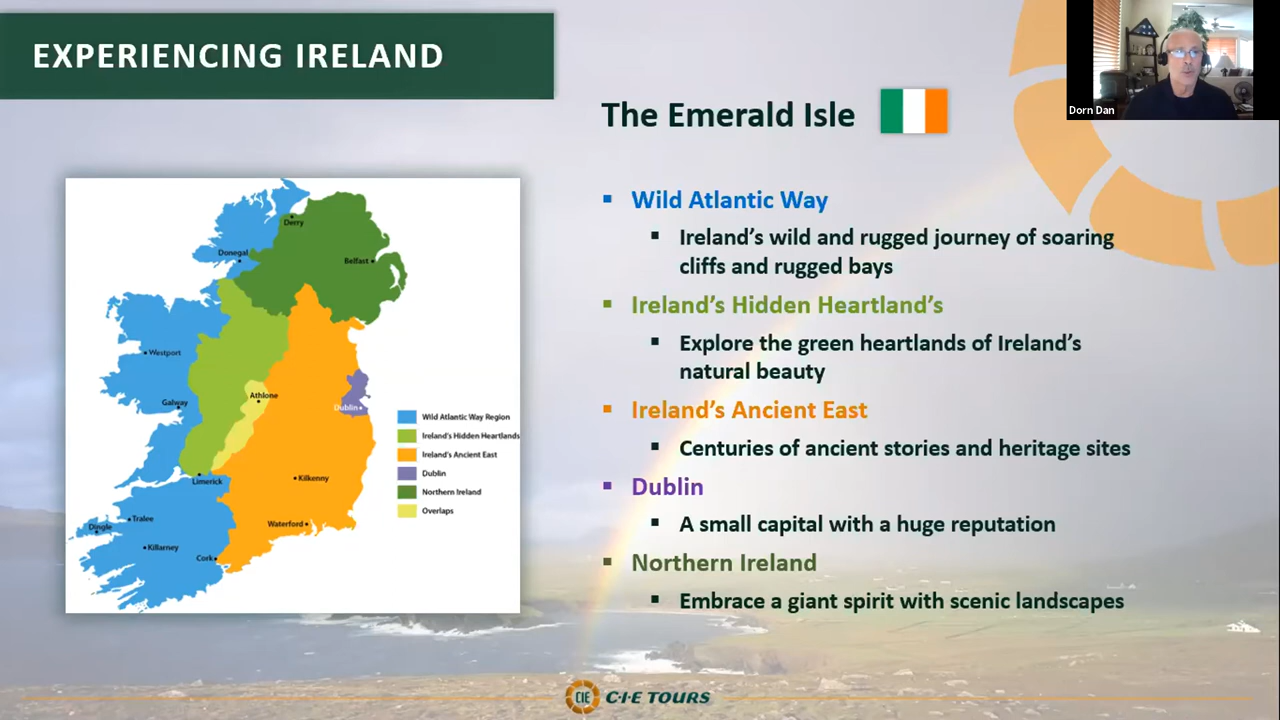 EXPERIENCING IRELAND
Dorn Dan
The Emerald Isle
Wild Atlantic Way
Ireland's wild and rugged journey of soaring
cliffs and rugged bays
Ireland's Hidden Heartland's
Explore the green heartlands of Ireland's
natural beauty
Ireland's Ancient East
Centuries of ancient stories and heritage sites
Dublin
A small capital with a huge reputation
Northern Ireland
Embrace a giant spirit with scenic landscapes
Derry
Donegal
Belfast
Westport
Galway
Athlone
Dublin
Limerick
Kilkenny
Tralee
Dingle
Waterford
Killarney
Cork
Wild Atlantic Way Region
Ireland's Hidden Heartlands
Ireland's Ancient East
Dublin
Northern Ireland
Overlaps
CIE
C·I·E TOURS